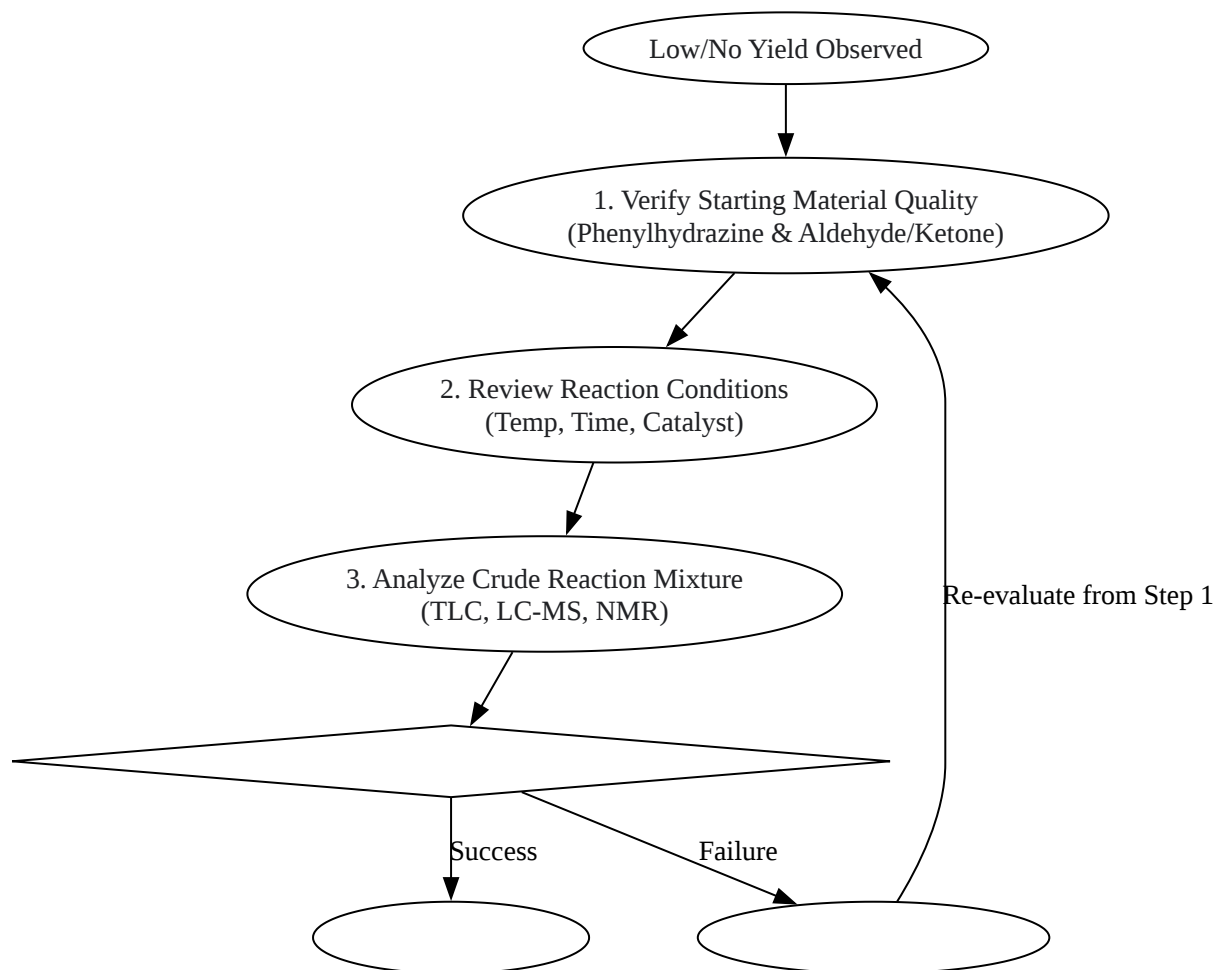 Low/No Yield Observed
1. Verify Starting Material Quality
(Phenylhydrazine & Aldehyde/Ketone)
2. Review Reaction Conditions
(Temp, Time, Catalyst)
3. Analyze Crude Reaction Mixture
(TLC, LC-MS, NMR)
Re-evaluate from Step 1
Success
Failure